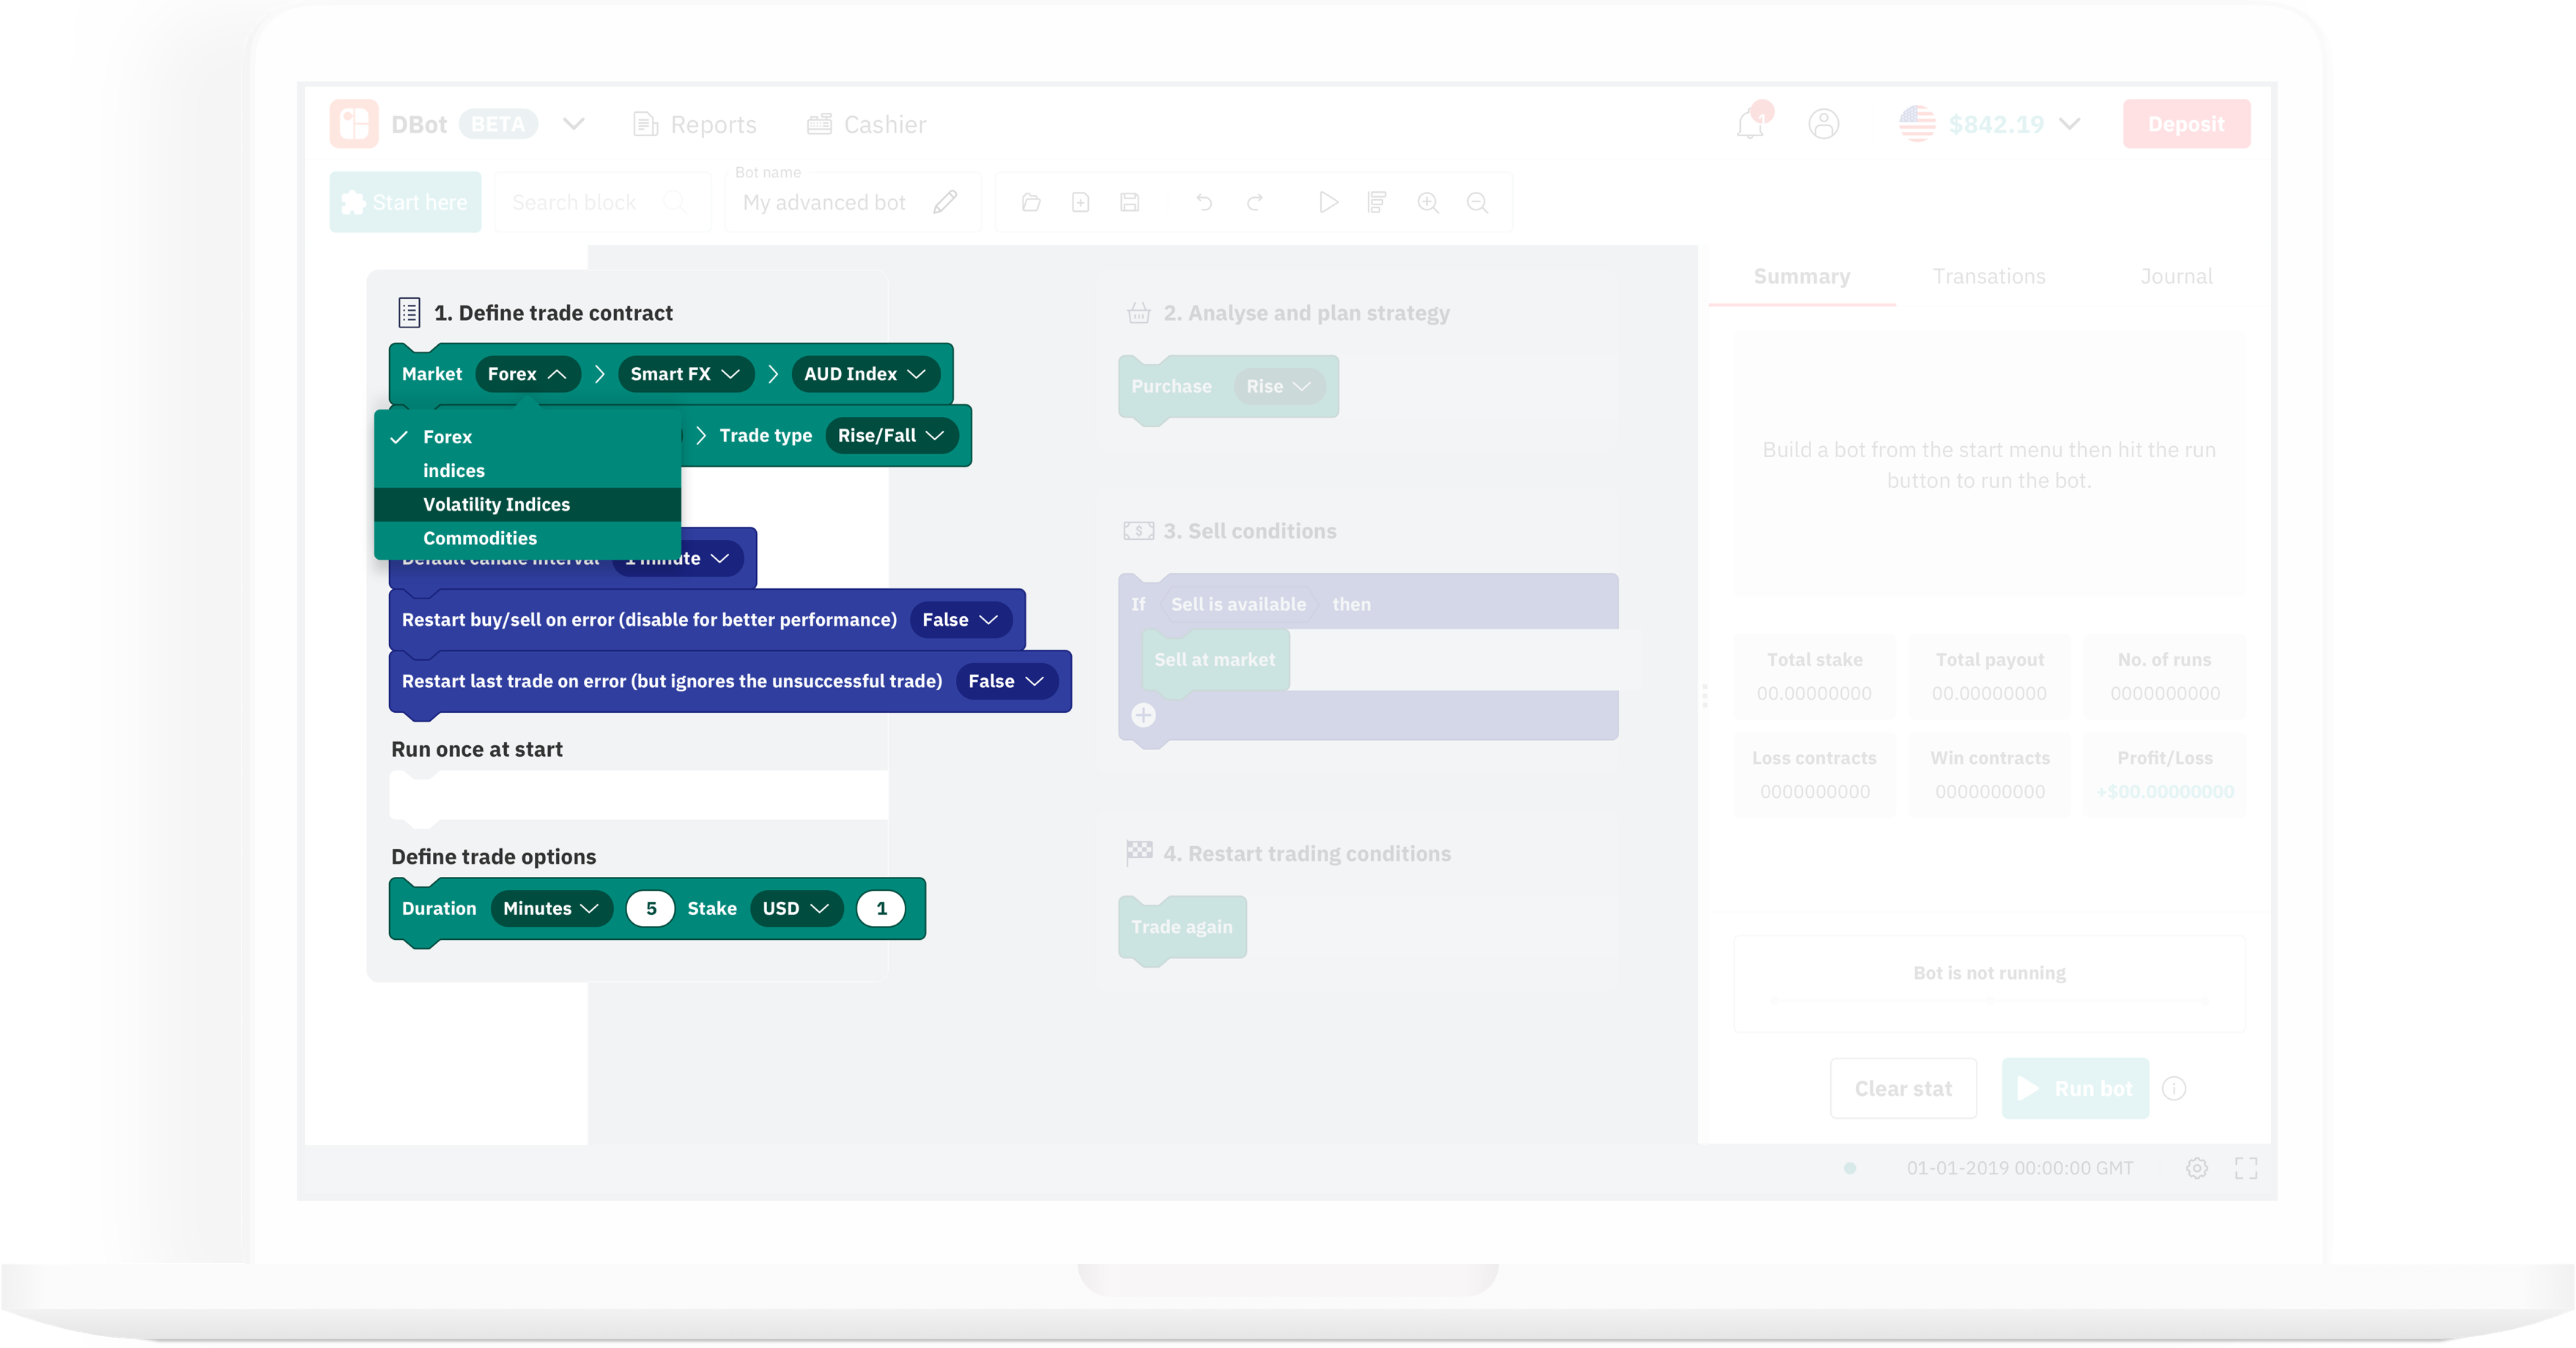 DBot BETA Reports Cashier 1 $842.19 Deposit
Start here Search block Bot name My advanced bot
1. Define trade contract
Market Forex Smart FX AUD Index
Forex
indices
Volatility Indices
Commodities
Trade type Rise/Fall
Default candle interval 1 minute
Restart buy/sell on error (disable for better performance) False
Restart last trade on error (but ignores the unsuccessful trade) False
Run once at start
Define trade options
Duration Minutes 5 Stake USD 1
2. Analyse and plan strategy
Purchase Rise
3. Sell conditions
If Sell is available then
Sell at market
4. Restart trading conditions
Trade again
Summary Transations Journal
Build a bot from the start menu then hit the run
button to run the bot.
Total stake Total payout No. of runs
00.00000000 00.00000000 0000000000
Loss contracts Win contracts Profit/Loss
0000000000 0000000000 +$00.00000000
Bot is not running
Clear stat Run bot
01-01-2019 00:00:00 GMT